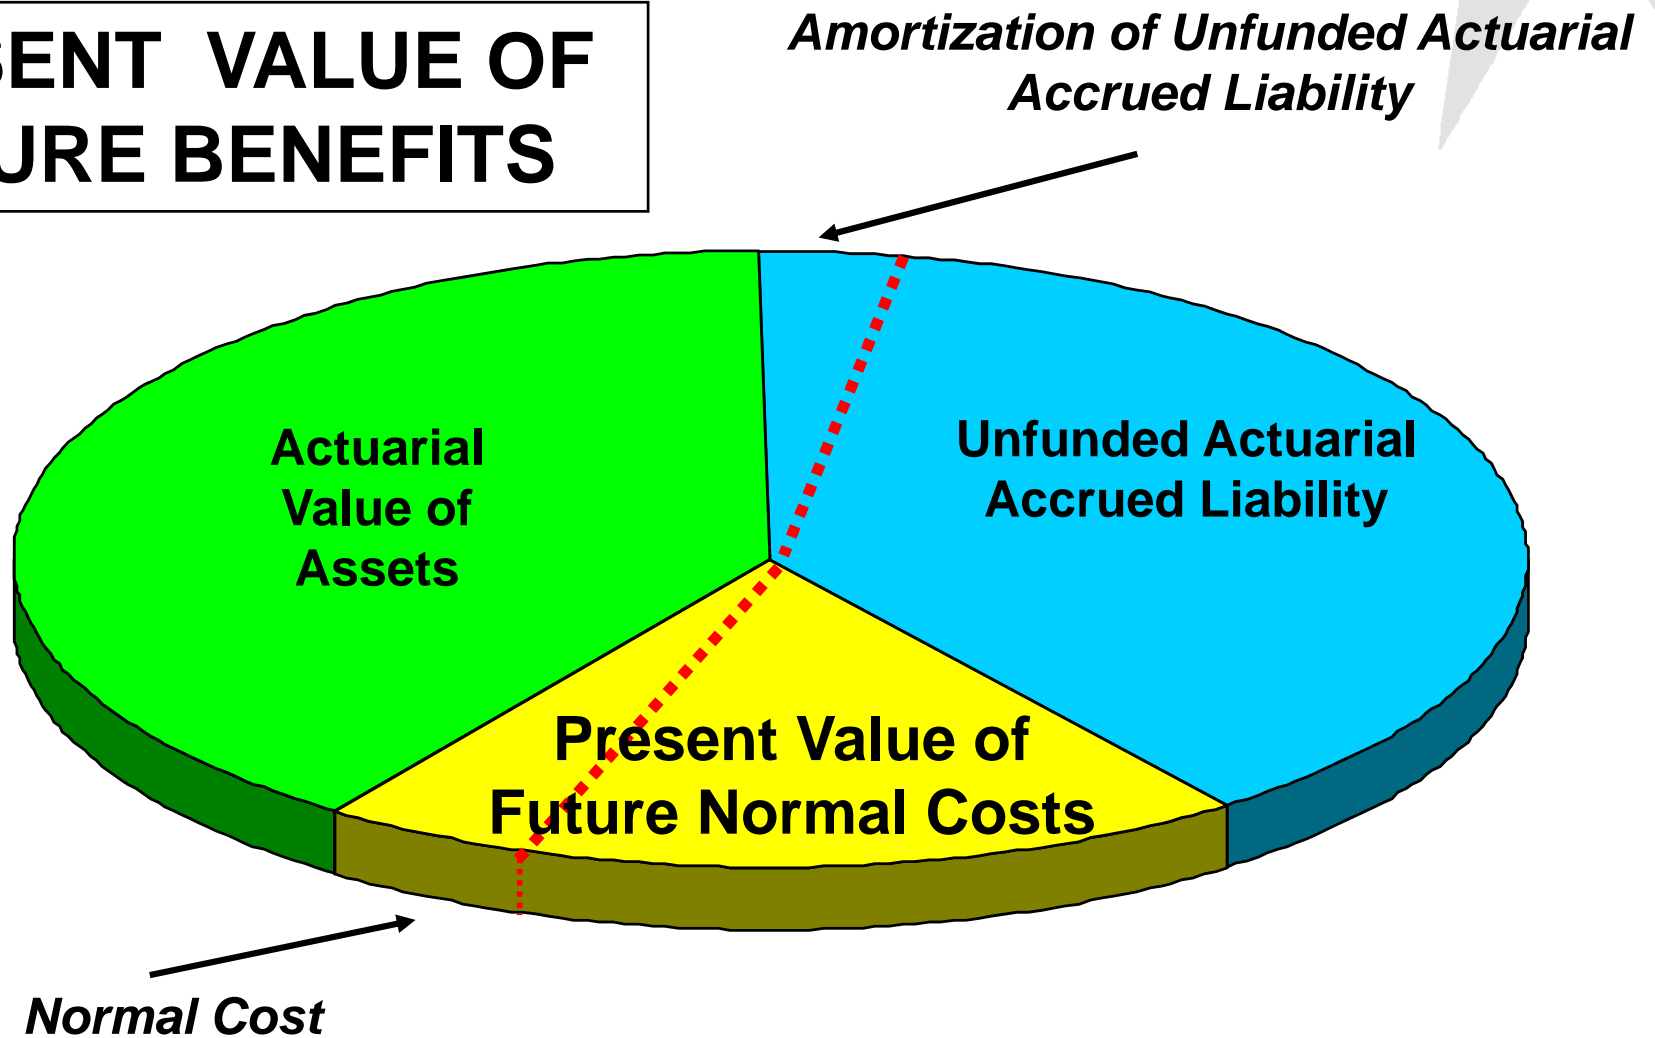 SENT VALUE OF
URE BENEFITS
Amortization of Unfunded Actuarial
Accrued Liability
Actuarial
Value of
Assets
Unfunded Actuarial
Accrued Liability
Present Value of
Future Normal Costs
Normal Cost